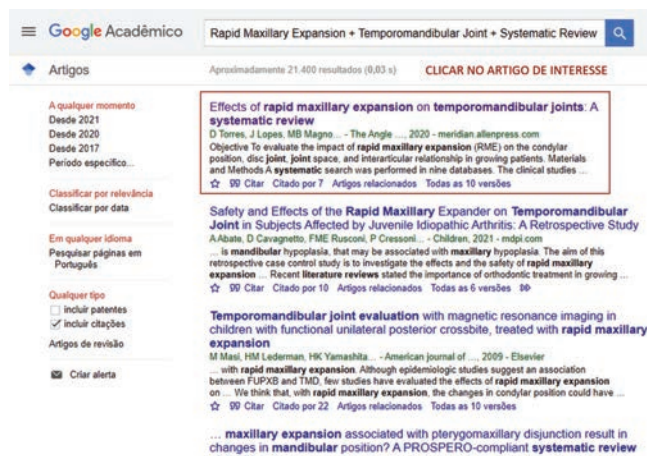 Google Acadêmico
Rapid Maxillary Expansion + Temporomandibular Joint + Systematic Review
Artigos
Aproximadamente 21.400 resultados (0,03 s)
CLICAR NO ARTIGO DE INTERESSE
A qualquer momento
Desde 2021
Desde 2020
Desde 2017
Período específico...
Classificar por relevância
Classificar por data
Em qualquer idioma
Pesquisar páginas em
Português
Qualquer tipo
incluir patentes
incluir citações
Artigos de revisão
Criar alerta
Effects of rapid maxillary expansion on temporomandibular joints: A
systematic review
D Torres, J Lopes, MB Magno... - The Angle ..., 2020 - meridian.allenpress.com
Objective To evaluate the impact of rapid maxillary expansion (RME) on the condylar
position, disc joint, joint space, and interarticular relationship in growing patients. Materials
and Methods A systematic search was performed in nine databases. The clinical studies ...
Citar Citado por 7 Artigos relacionados Todas as 10 versões
Safety and Effects of the Rapid Maxillary Expander on Temporomandibular
Joint in Subjects Affected by Juvenile Idiopathic Arthritis: A Retrospective Study
A Abate, D Cavagnetto, FME Rusconi, P Cressoni... - Children, 2021 - mdpi.com
... is mandibular hypoplasia, that may be associated with maxillary hypoplasia. The aim of this
retrospective case control study is to investigate the effects and the safety of rapid maxillary
expansion ... Recent literature reviews stated the importance of orthodontic treatment in growing ...
Citar Citado por 10 Artigos relacionados Todas as 6 versões
Temporomandibular joint evaluation with magnetic resonance imaging in
children with functional unilateral posterior crossbite, treated with rapid maxillary
expansion
M Masi, HM Lederman, HK Yamashita... - American journal of ..., 2009 - Elsevier
... with rapid maxillary expansion. Although epidemiologic studies suggest an association
between FUPXB and TMD, few studies have evaluated the effects of rapid maxillary expansion
on ... We think that, with rapid maxillary expansion, the changes in condylar position could have ...
Citar Citado por 22 Artigos relacionados Todas as 10 versões
... maxillary expansion associated with pterygomaxillary disjunction result in
changes in mandibular position? A PROSPERO-compliant systematic review